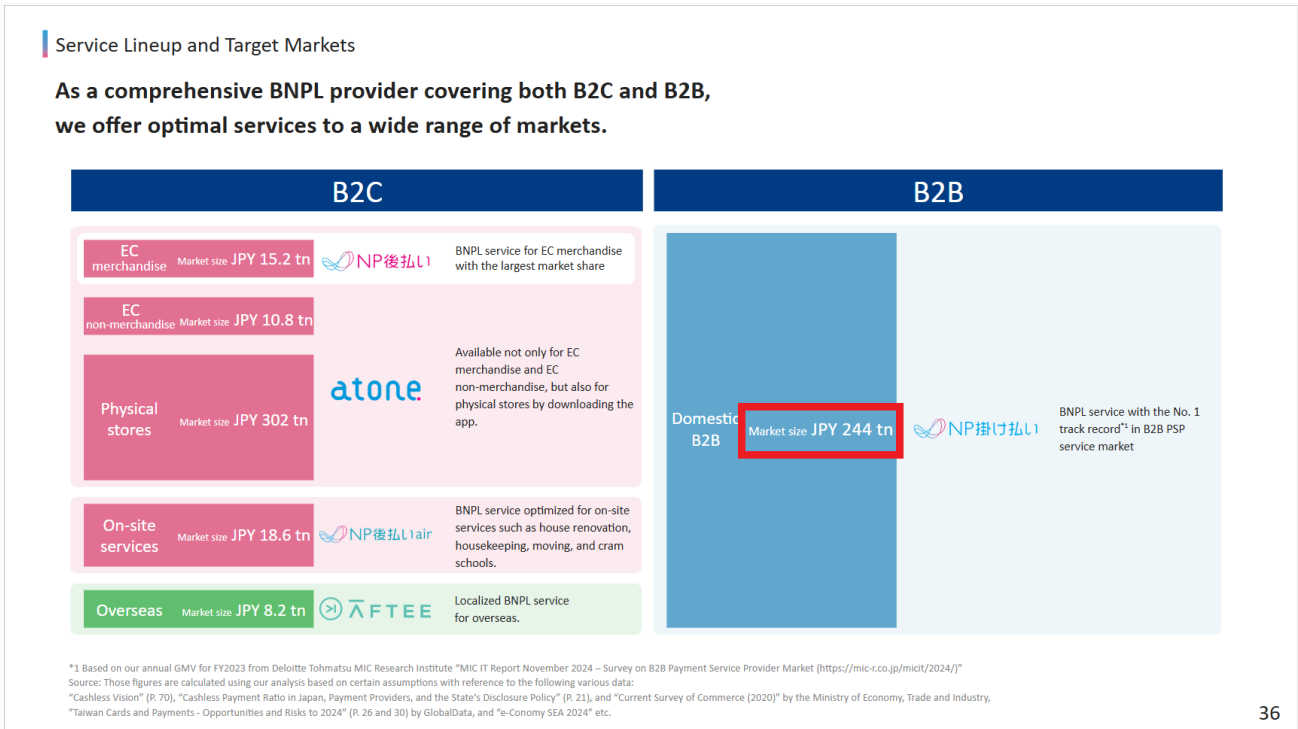 Service Lineup and Target Markets
As a comprehensive BNPL provider covering both B2C and B2B,
we offer optimal services to a wide range of markets.
B2C
EC
merchandise
Market size JPY 15.2 tn
NP後払い
BNPL service for EC merchandise
with the largest market share
EC
non-merchandise
Market size JPY 10.8 tn
Physical
stores
Market size JPY 302 tn
atone
Available not only for EC
merchandise and EC
non-merchandise, but also for
physical stores by downloading the
app.
On-site
services
Market size JPY 18.6 tn
NP後払いair
BNPL service optimized for on-site
services such as house renovation,
housekeeping, moving, and cram
schools.
Overseas
Market size JPY 8.2 tn
AFTEE
Localized BNPL service
for overseas.
B2B
Domestic
B2B
Market size JPY 244 tn
NP掛け払い
BNPL service with the No. 1
track record*1 in B2B PSP
service market
*1 Based on our annual GMV for FY2023 from Deloitte Tohmatsu MIC Research Institute “MIC IT Report November 2024 – Survey on B2B Payment Service Provider Market (https://mic-r.co.jp/micit/2024/)”
Source: Those figures are calculated using our analysis based on certain assumptions with reference to the following various data:
“Cashless Vision” (P. 70), “Cashless Payment Ratio in Japan, Payment Providers, and the State’s Disclosure Policy” (P. 21), and “Current Survey of Commerce (2020)” by the Ministry of Economy, Trade and Industry,
“Taiwan Cards and Payments - Opportunities and Risks to 2024” (P. 26 and 30) by GlobalData, and “e-Conomy SEA 2024” etc.
36